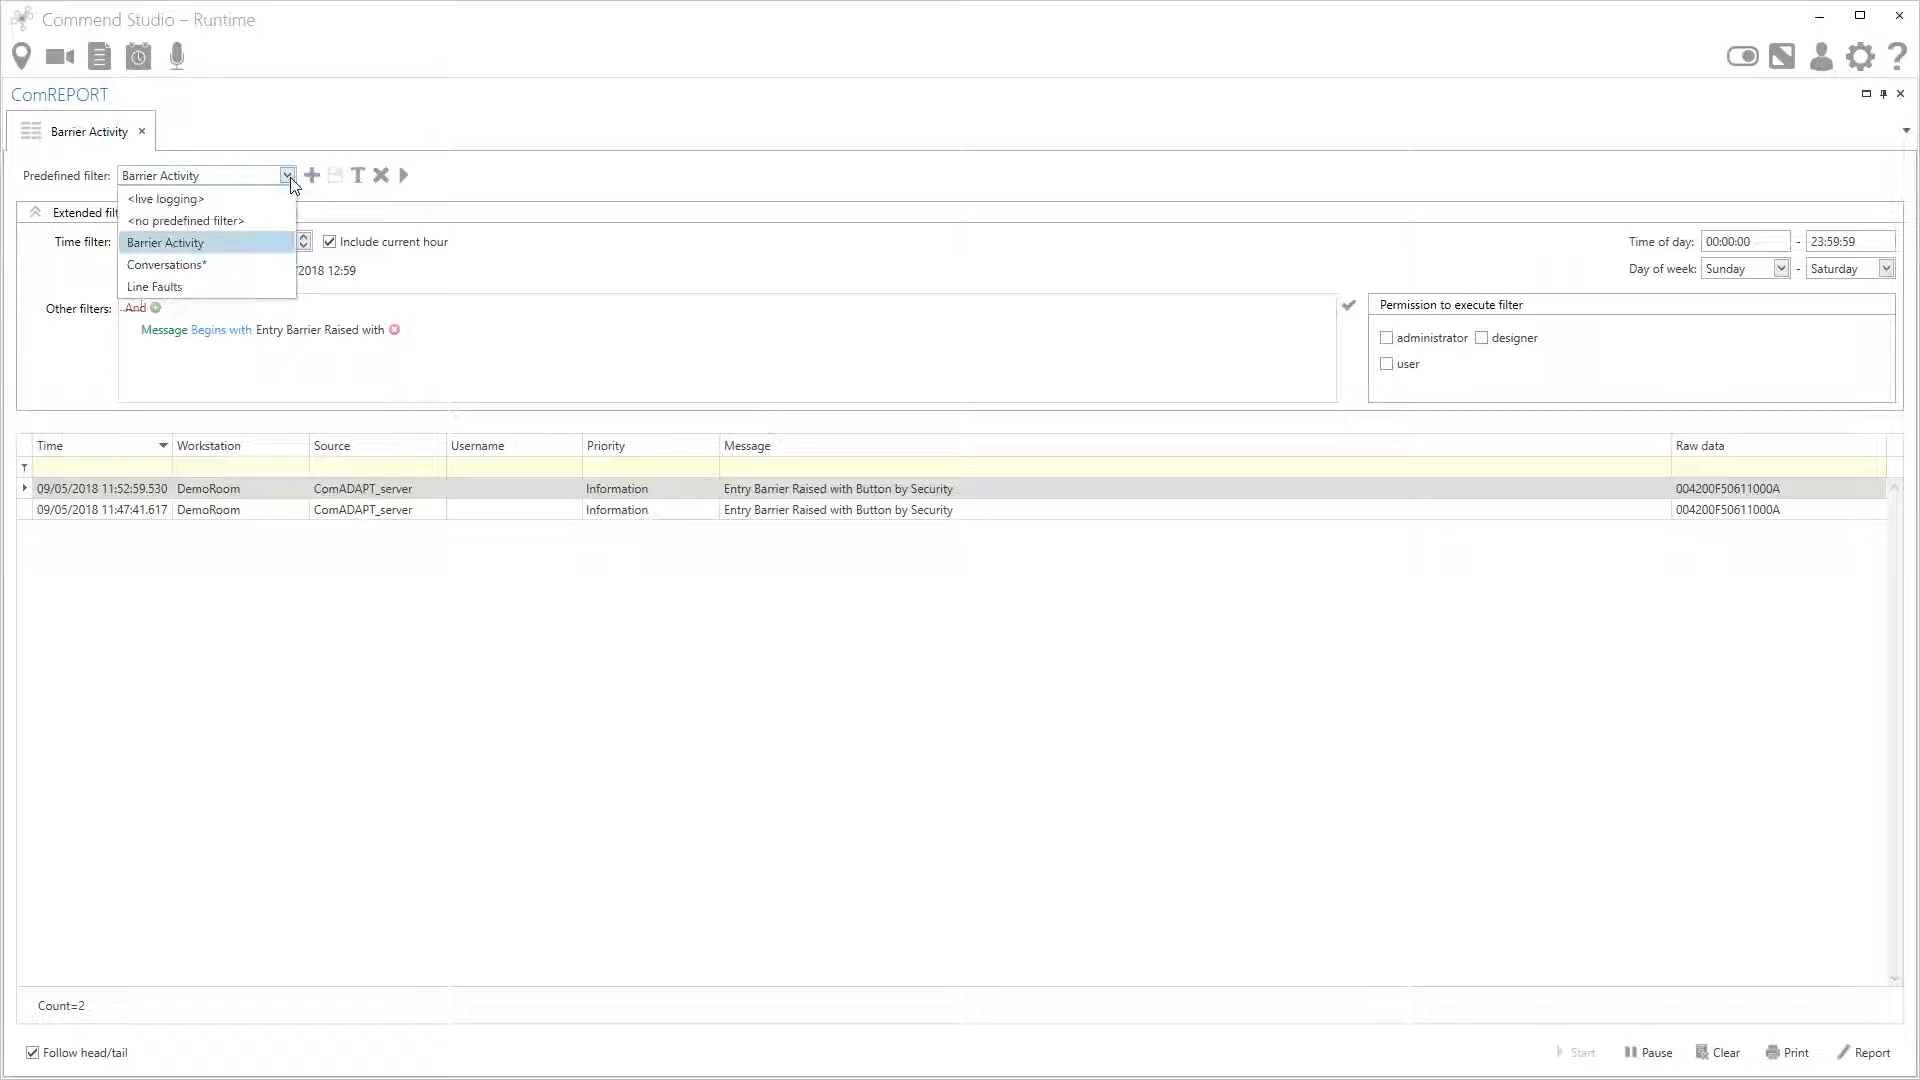 Commend Studio – Runtime
ComREPORT
Barrier Activity
Predefined filter: Barrier Activity
<live logging>
<no predefined filter>
Barrier Activity
Conversations*
Line Faults
Extended filt
Time filter: Include current hour
/2018 12:59
Time of day: 00:00:00 - 23:59:59
Day of week: Sunday - Saturday
Other filters: And
Message Begins with Entry Barrier Raised with
Permission to execute filter
administrator designer
user
Time Workstation Source Username Priority Message Raw data
09/05/2018 11:52:59.530 DemoRoom ComADAPT_server Information Entry Barrier Raised with Button by Security 004200F50611000A
09/05/2018 11:47:41.617 DemoRoom ComADAPT_server Information Entry Barrier Raised with Button by Security 004200F50611000A
Count=2
Follow head/tail Start Pause Clear Print Report